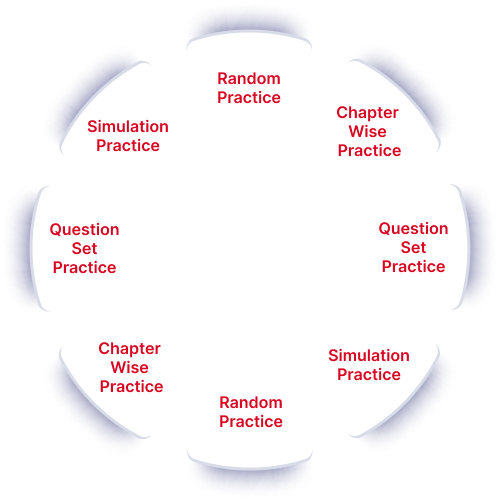 Random
Practice
Chapter
Wise
Practice
Simulation
Practice
Question
Set
Practice
Question
Set
Practice
Chapter
Wise
Practice
Simulation
Practice
Random
Practice